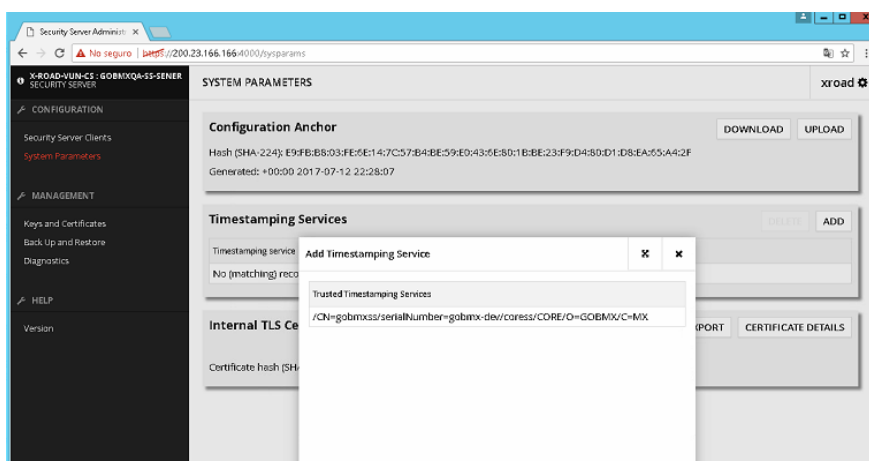 Security Server Administ
No seguro | https://200.23.166.166:4000/sysparams
X-ROAD-VUN-CS : GOBMXQA-SS-SENER
SECURITY SERVER
SYSTEM PARAMETERS
xroad
CONFIGURATION
Security Server Clients
System Parameters
MANAGEMENT
Keys and Certificates
Back Up and Restore
Diagnostics
HELP
Version
Configuration Anchor
DOWNLOAD
UPLOAD
Hash (SHA-224): E9:FB:B8:03:FE:6E:14:7C:57:B4:BE:59:E0:43:6E:80:1B:BE:23:F9:D4:80:D1:D8:EA:65:A4:2F
Generated: +00:00 2017-07-12 22:28:07
Timestamping Services
DELETE
ADD
Timestamping service
No (matching) reco
Add Timestamping Service
Trusted Timestamping Services
/CN=gobmxss/serialNumber=gobmx-dev/coress/CORE/O=GOBMX/C=MX
Internal TLS Ce
PORT
CERTIFICATE DETAILS
Certificate hash (SH